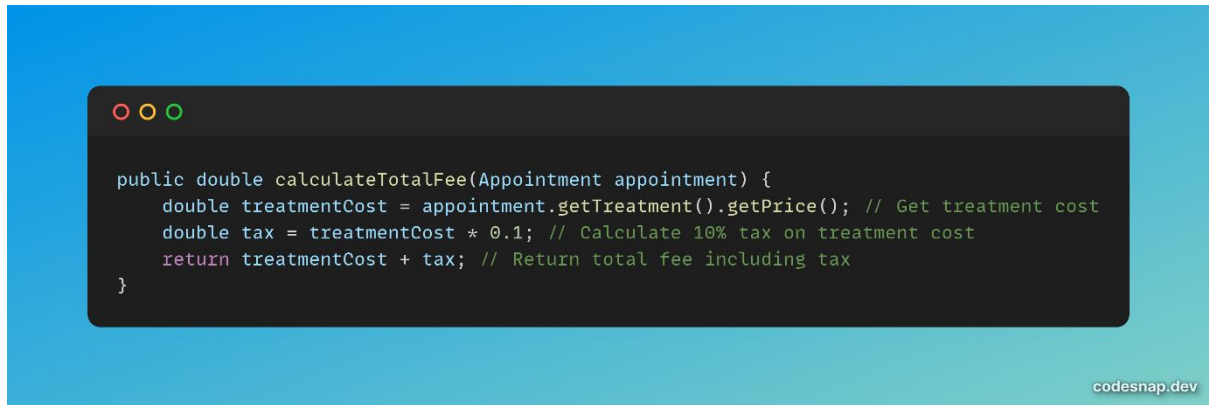 public double calculateTotalFee(Appointment appointment) {
    double treatmentCost = appointment.getTreatment().getPrice(); // Get treatment cost
    double tax = treatmentCost * 0.1; // Calculate 10% tax on treatment cost
    return treatmentCost + tax; // Return total fee including tax
}
codesnap.dev